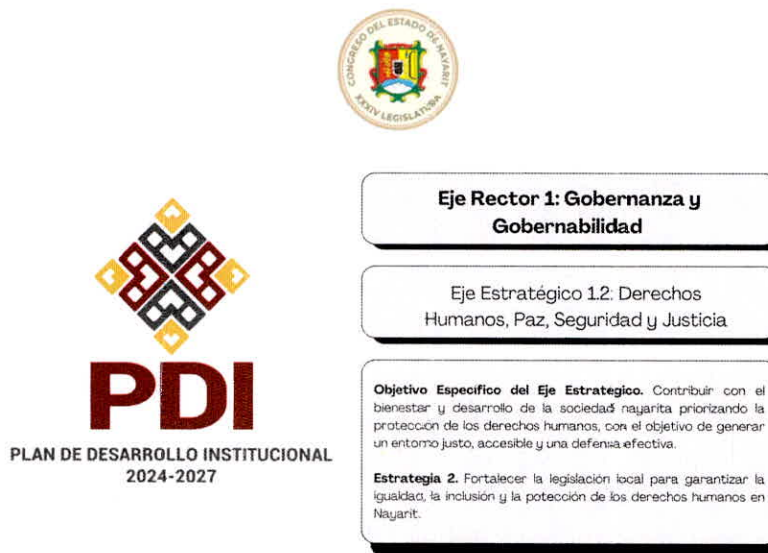 CONGRESO DEL ESTADO DE NAYARIT
XXXIV LEGISLATURA
PDI
PLAN DE DESARROLLO INSTITUCIONAL
2024-2027
Eje Rector 1: Gobernanza y
Gobernabilidad
Eje Estratégico 1.2: Derechos
Humanos, Paz, Seguridad y Justicia
Objetivo Específico del Eje Estrategico. Contribuir con el
bienestar y desarrollo de la sociedad nayarita priorizando la
protección de los derechos humanos, con el objetivo de generar
un entorno justo, accesible y una defensa efectiva.
Estrategia 2. Fortalecer la legislación local para garantizar la
igualdad, la inclusión y la potección de los derechos humanos en
Nayarit.